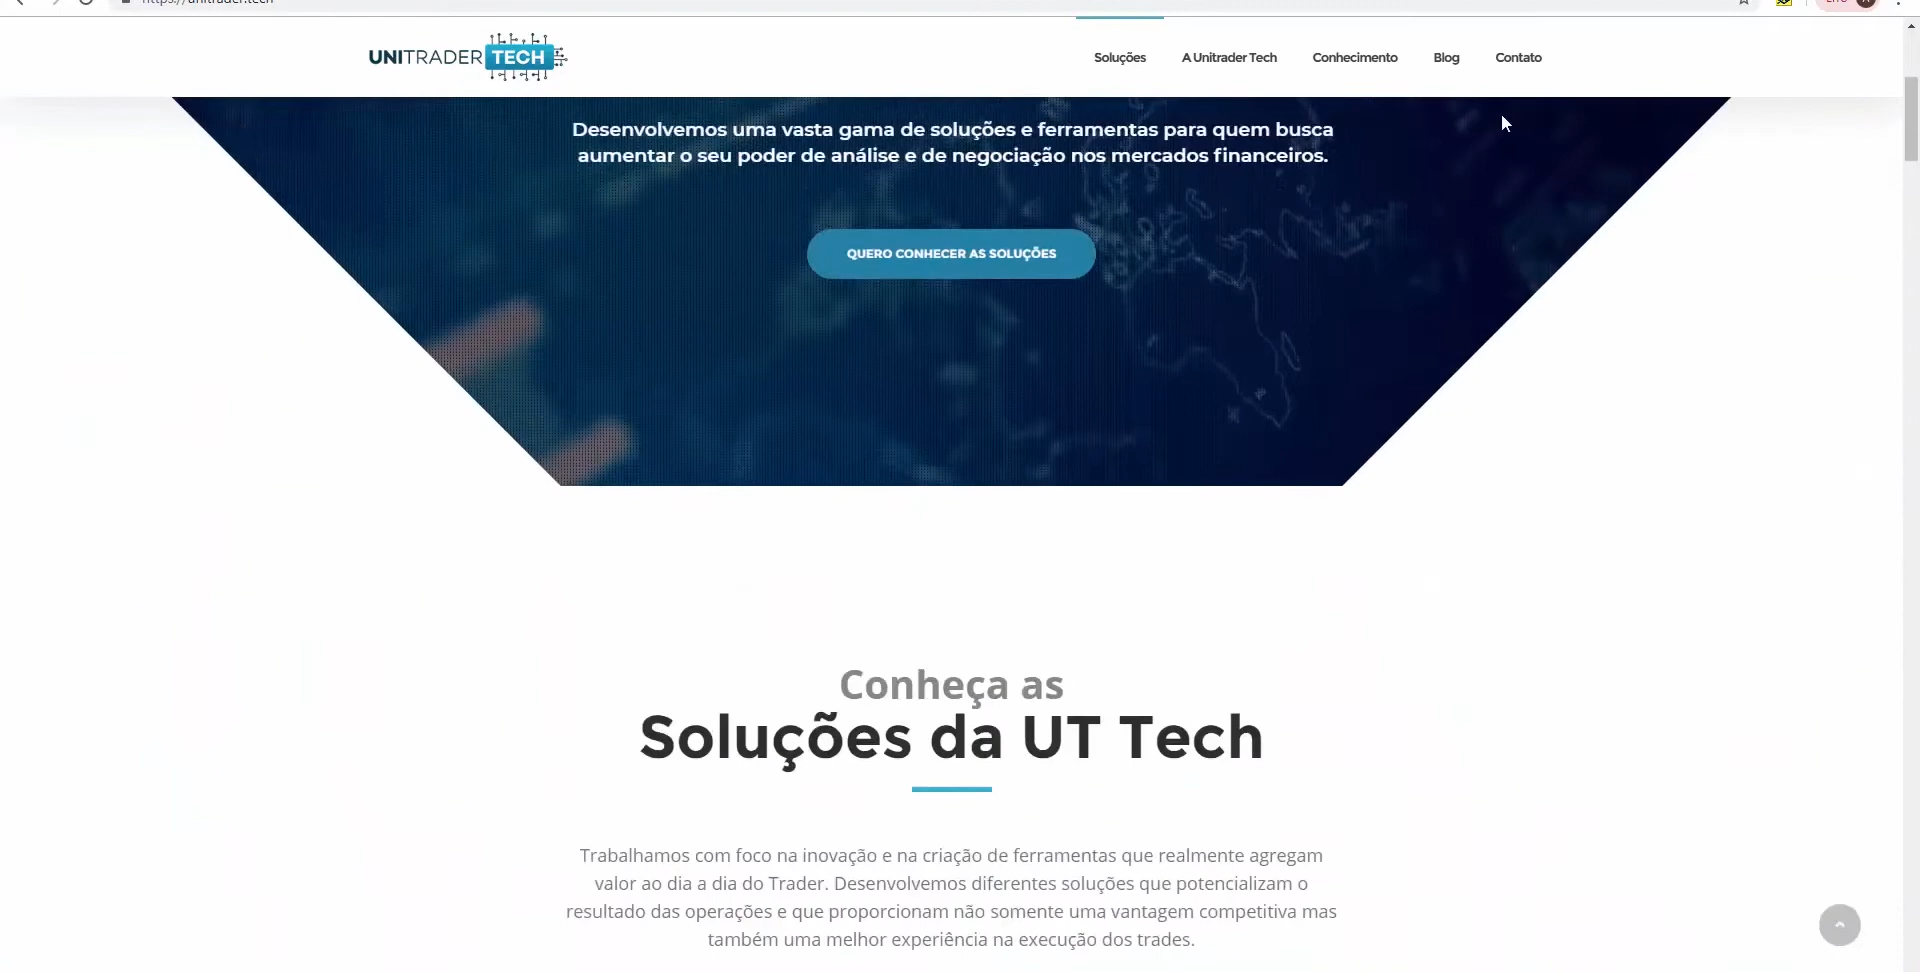 https://unitrader.tech
UNITRADER TECH
Soluções
A Unitrader Tech
Conhecimento
Blog
Contato
Desenvolvemos uma vasta gama de soluções e ferramentas para quem busca
aumentar o seu poder de análise e de negociação nos mercados financeiros.
QUERO CONHECER AS SOLUÇÕES
Conheça as
Soluções da UT Tech
Trabalhamos com foco na inovação e na criação de ferramentas que realmente agregam
valor ao dia a dia do Trader. Desenvolvemos diferentes soluções que potencializam o
resultado das operações e que proporcionam não somente uma vantagem competitiva mas
também uma melhor experiência na execução dos trades.